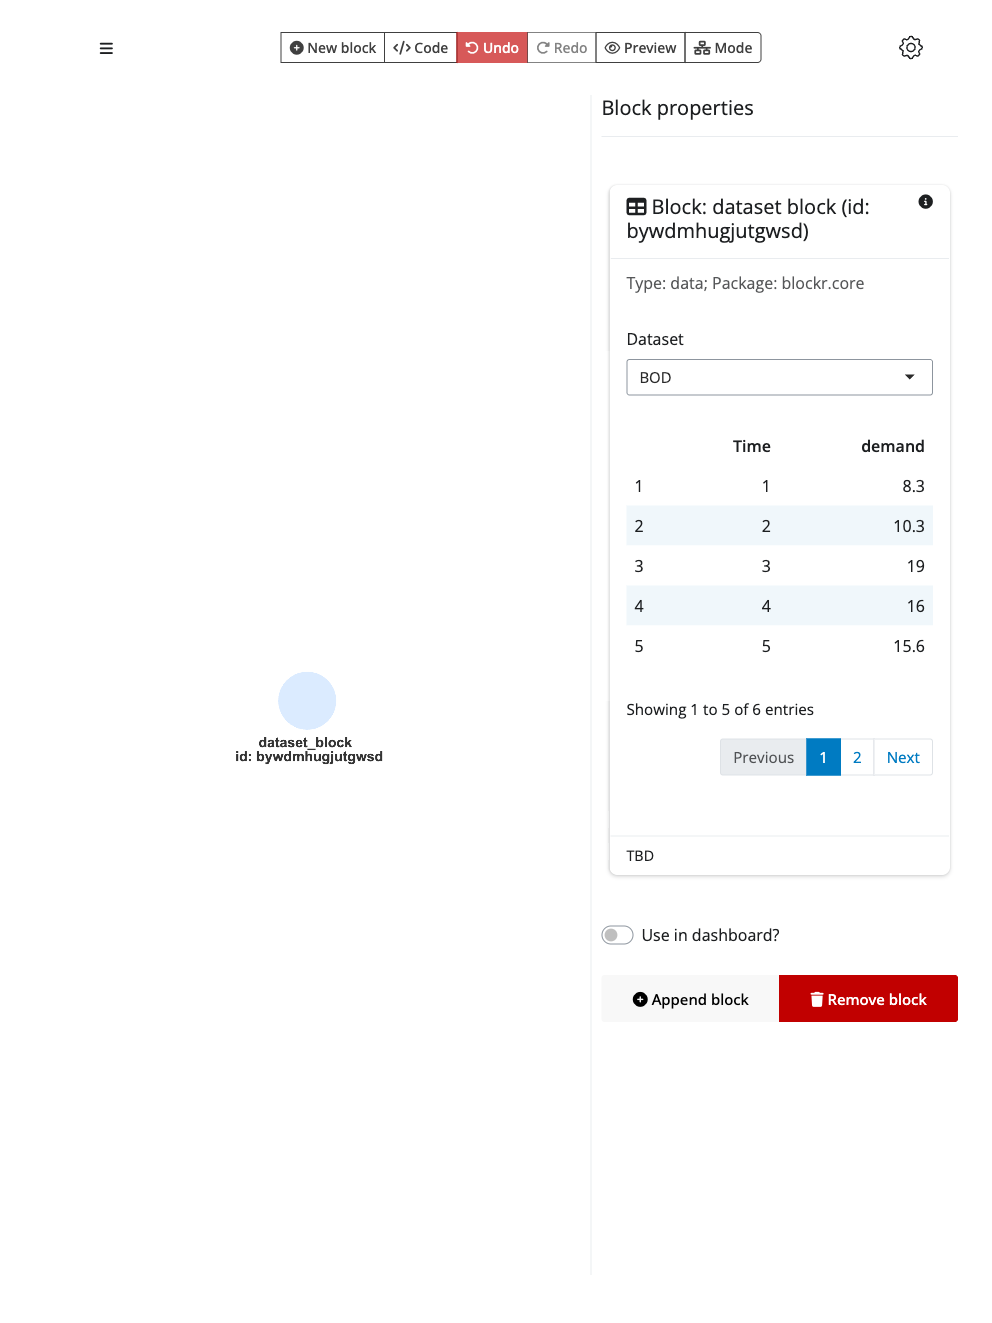 New block Code Undo Redo Preview Mode
Block properties
Block: dataset block (id:
bywdmhugjutgwsd)
Type: data; Package: blockr.core
Dataset
BOD
Time demand
1 1 8.3
2 2 10.3
3 3 19
4 4 16
5 5 15.6
Showing 1 to 5 of 6 entries
Previous 1 2 Next
TBD
Use in dashboard?
Append block Remove block
dataset_block
id: bywdmhugjutgwsd